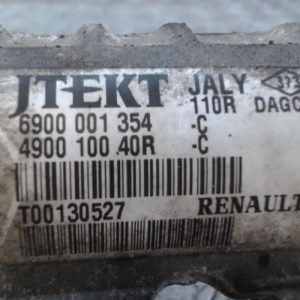 JTEKT JALY
110R DAGC
6900 001 354 -C
4900 100 40R -C
T00130527 RENAULT